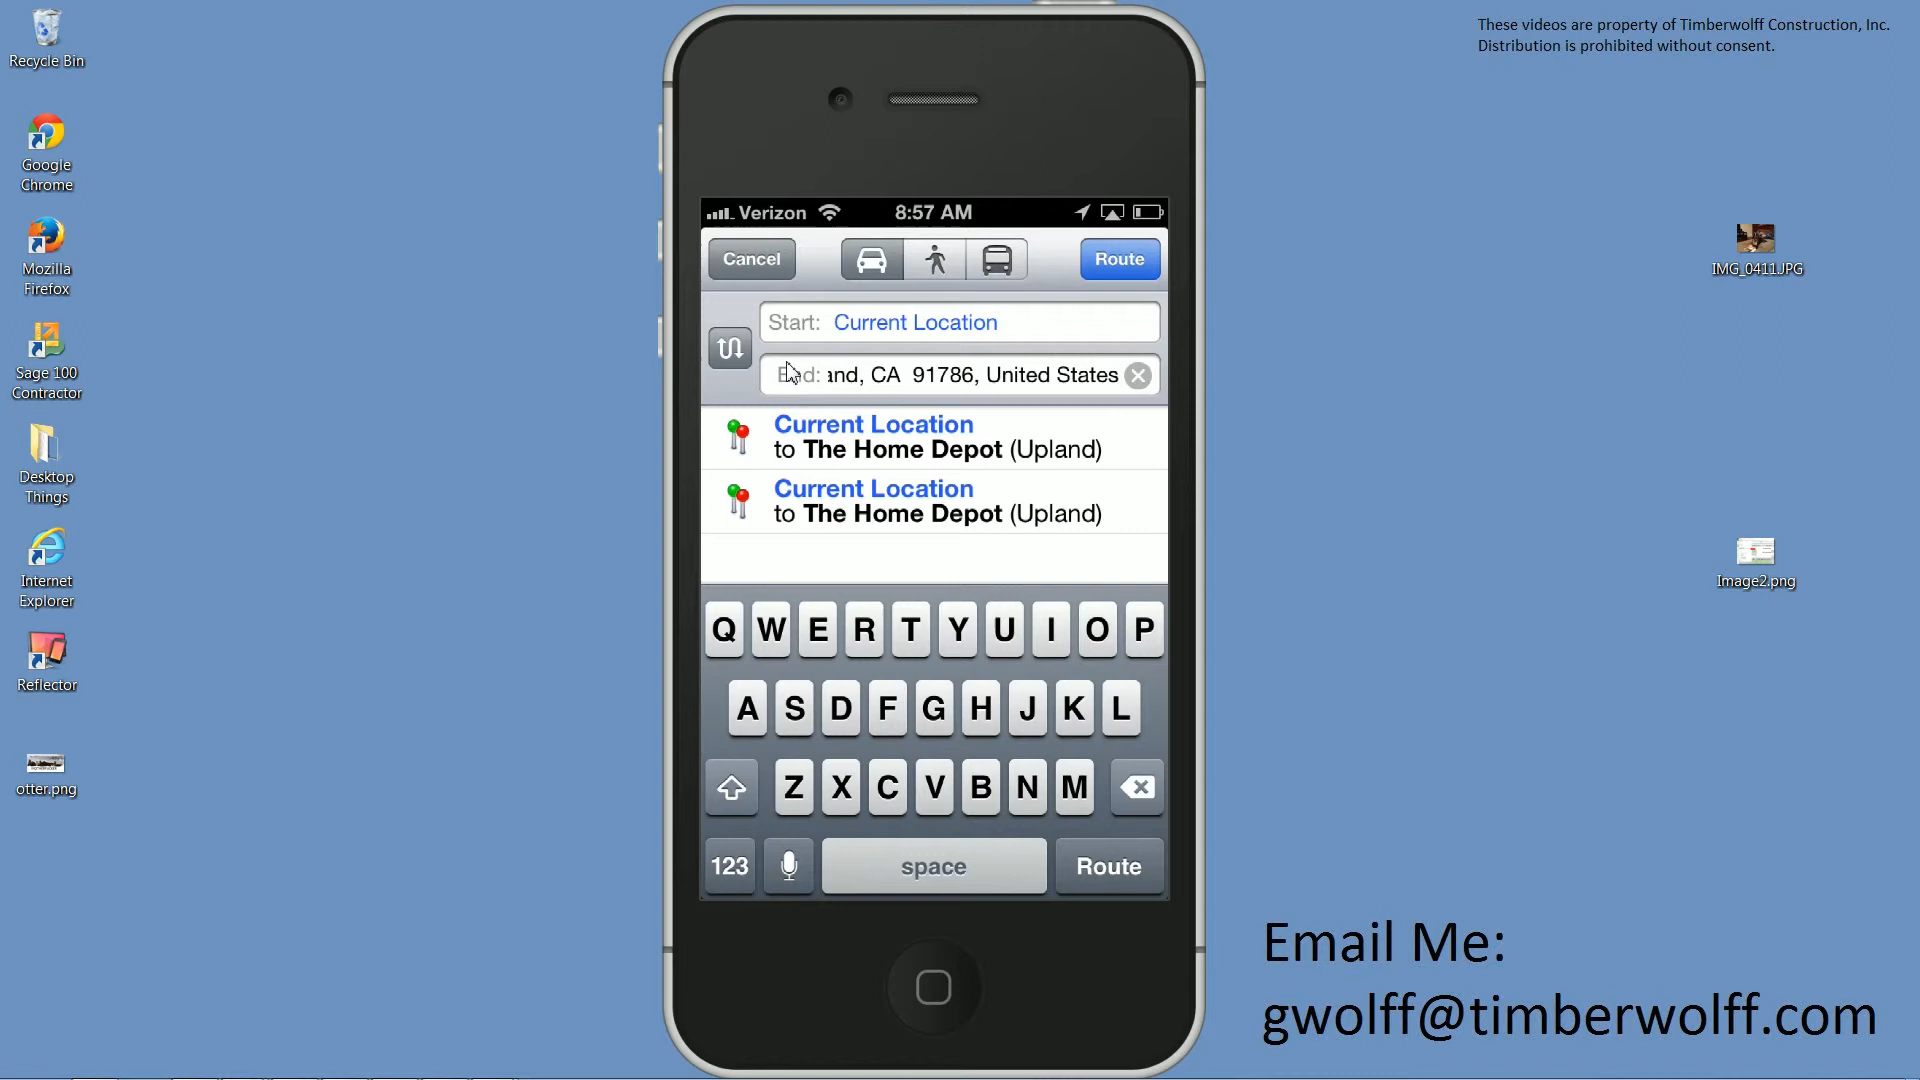 Recycle Bin
Google
Chrome
Mozilla
Firefox
Sage 100
Contractor
Desktop
Things
Internet
Explorer
Reflector
otter.png
Verizon
8:57 AM
Cancel
Route
Start: Current Location
End: and, CA 91786, United States
Current Location
to The Home Depot (Upland)
Current Location
to The Home Depot (Upland)
Q W E R T Y U I O P
A S D F G H J K L
Z X C V B N M
123
space
Route
These videos are property of Timberwolff Construction, Inc.
Distribution is prohibited without consent.
IMG_0411.JPG
Image2.png
Email Me:
gwolff@timberwolff.com